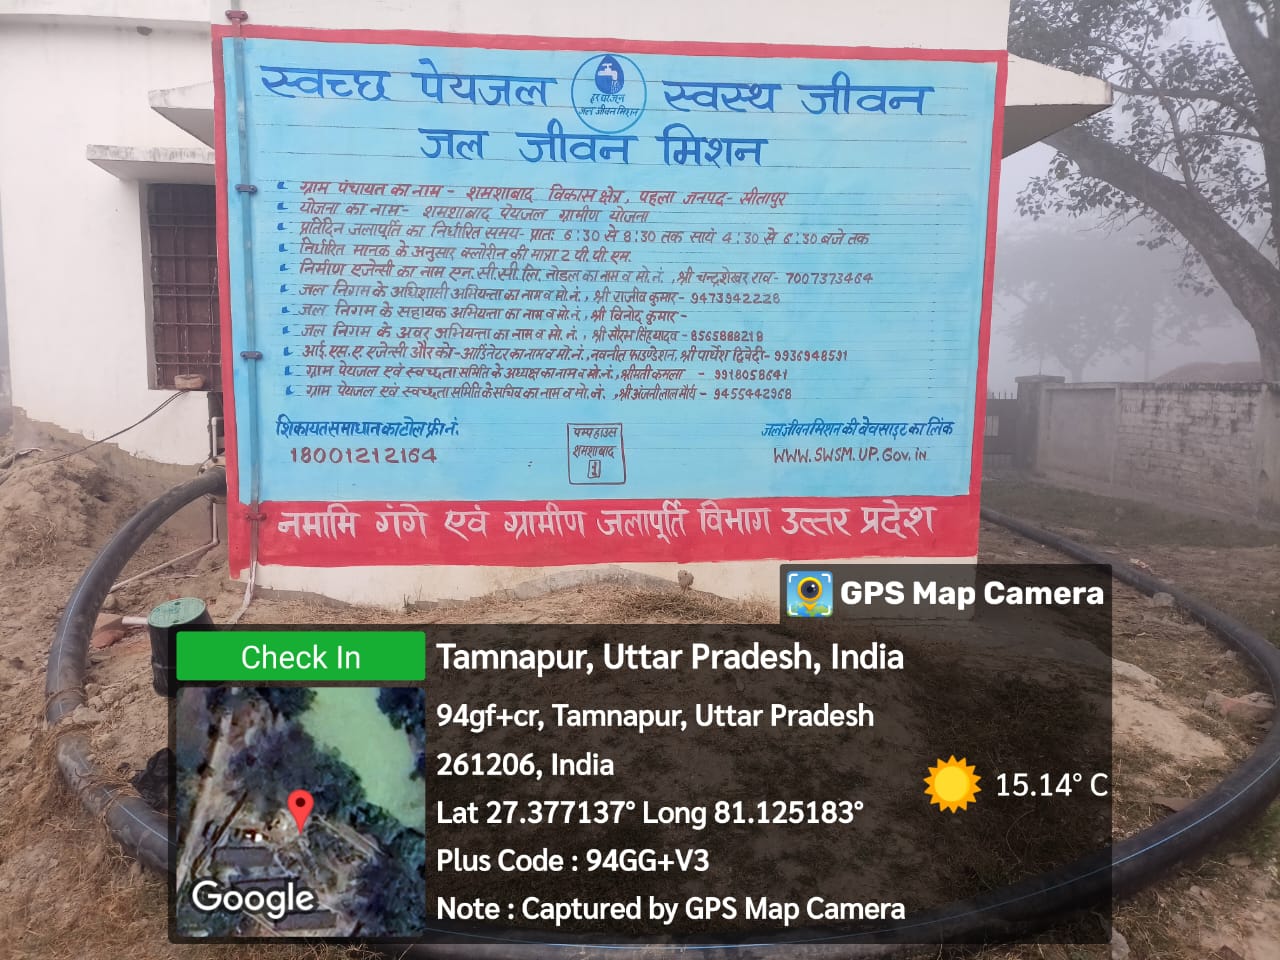 स्वच्छ पेयजल स्वस्थ जीवन
हर घर जल
जल जीवन मिशन
जल जीवन मिशन
ग्राम पंचायत का नाम - शमशाबाद विकास क्षेत्र, पहला जनपद- सीतापुर
योजना का नाम- शमशाबाद पेयजल ग्रामीण योजना
प्रतिदिन जलापूर्ति का निर्धारित समय- प्रातः 6:30 से 8:30 तक सायं 4:30 से 6:30 बजे तक
निर्धारित मानक के अनुसार क्लोरीन की मात्रा 2 पी.पी.एम.
निर्माण एजेन्सी का नाम एन.सी.सी.लि. नोडल का नाम व मो.नं., श्री चन्द्रशेखर राव- 7007373464
जल निगम के अधिशासी अभियन्ता का नाम व मो.नं., श्री राजीव कुमार- 9473942228
जल निगम के सहायक अभियन्ता का नाम व मो.नं., श्री विनोद कुमार-
जल निगम के अवर अभियन्ता का नाम व मो. नं., श्री सौरभ सिंह यादव- 8565888218
आई.एस.ए. एजेन्सी और को-आर्डिनेटर का नाम व मो.नं., नवनीत फाउण्डेशन, श्री पार्थेश द्विवेदी- 9936948591
ग्राम पेयजल एवं स्वच्छता समिति के अध्यक्ष का नाम व मो.नं., श्रीमती कमला - 9918058641
ग्राम पेयजल एवं स्वच्छता समिति के सचिव का नाम व मो.नं., श्री अंजनी लाल मौर्य - 9455442968
शिकायत समाधान का टोल फ्री नं.
18001212164
पम्प हाउस
शमशाबाद
1
जल जीवन मिशन की बेवसाइट का लिंक
WWW.SWSM.UP.Gov.in
नमामि गंगे एवं ग्रामीण जलापूर्ति विभाग उत्तर प्रदेश
GPS Map Camera
Check In
Tamnapur, Uttar Pradesh, India
94gf+cr, Tamnapur, Uttar Pradesh
261206, India
Lat 27.377137° Long 81.125183°
Plus Code : 94GG+V3
Note : Captured by GPS Map Camera
15.14° C
Google